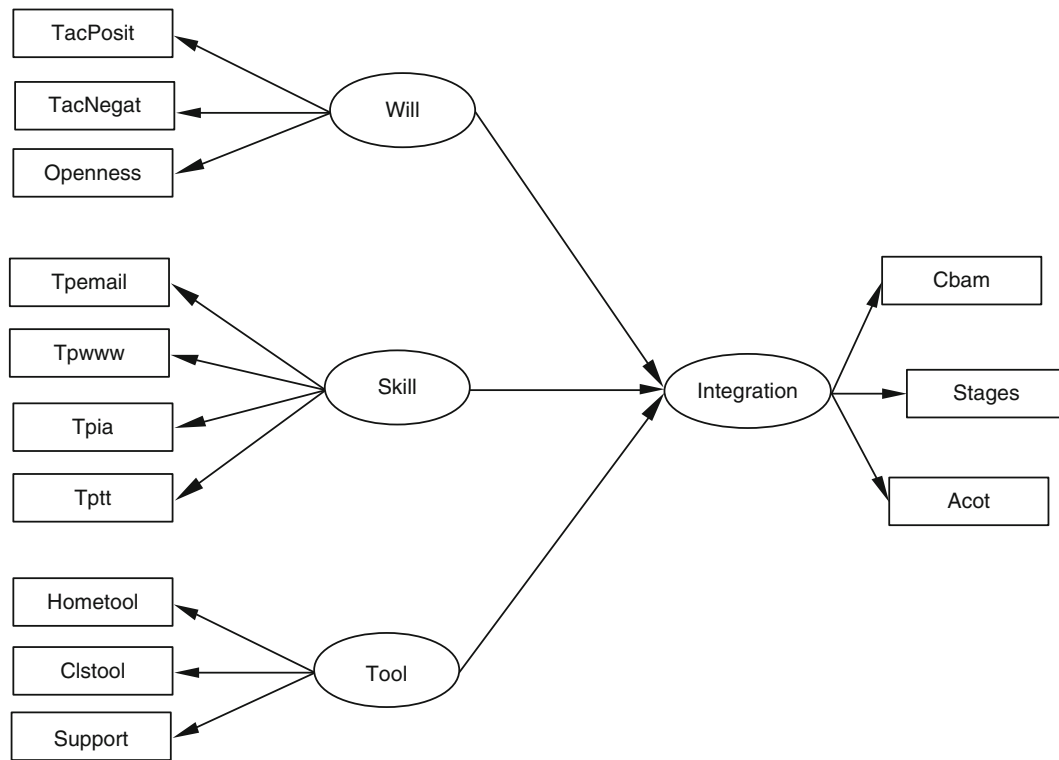 TacPosit
TacNegat
Openness
Will
Tpemail
Tpwww
Tpia
Tptt
Skill
Hometool
Clstool
Support
Tool
Integration
Cbam
Stages
Acot